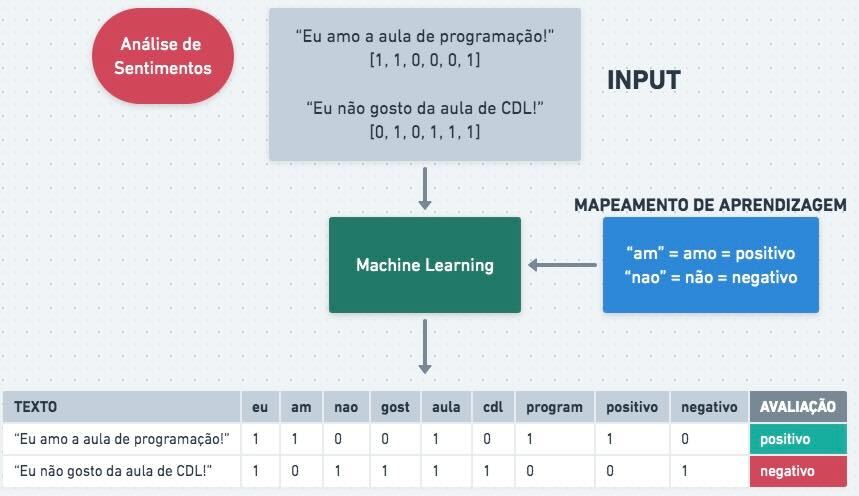 Análise de
Sentimentos
“Eu amo a aula de programação!”
[1, 1, 0, 0, 0, 1]
“Eu não gosto da aula de CDL!”
[0, 1, 0, 1, 1, 1]
INPUT
MAPEAMENTO DE APRENDIZAGEM
Machine Learning
“am” = amo = positivo
“nao” = não = negativo
TEXTO eu am nao gost aula cdl program positivo negativo AVALIAÇÃO
“Eu amo a aula de programação!” 1 1 0 0 1 0 1 1 0 positivo
“Eu não gosto da aula de CDL!” 1 0 1 1 1 1 0 0 1 negativo